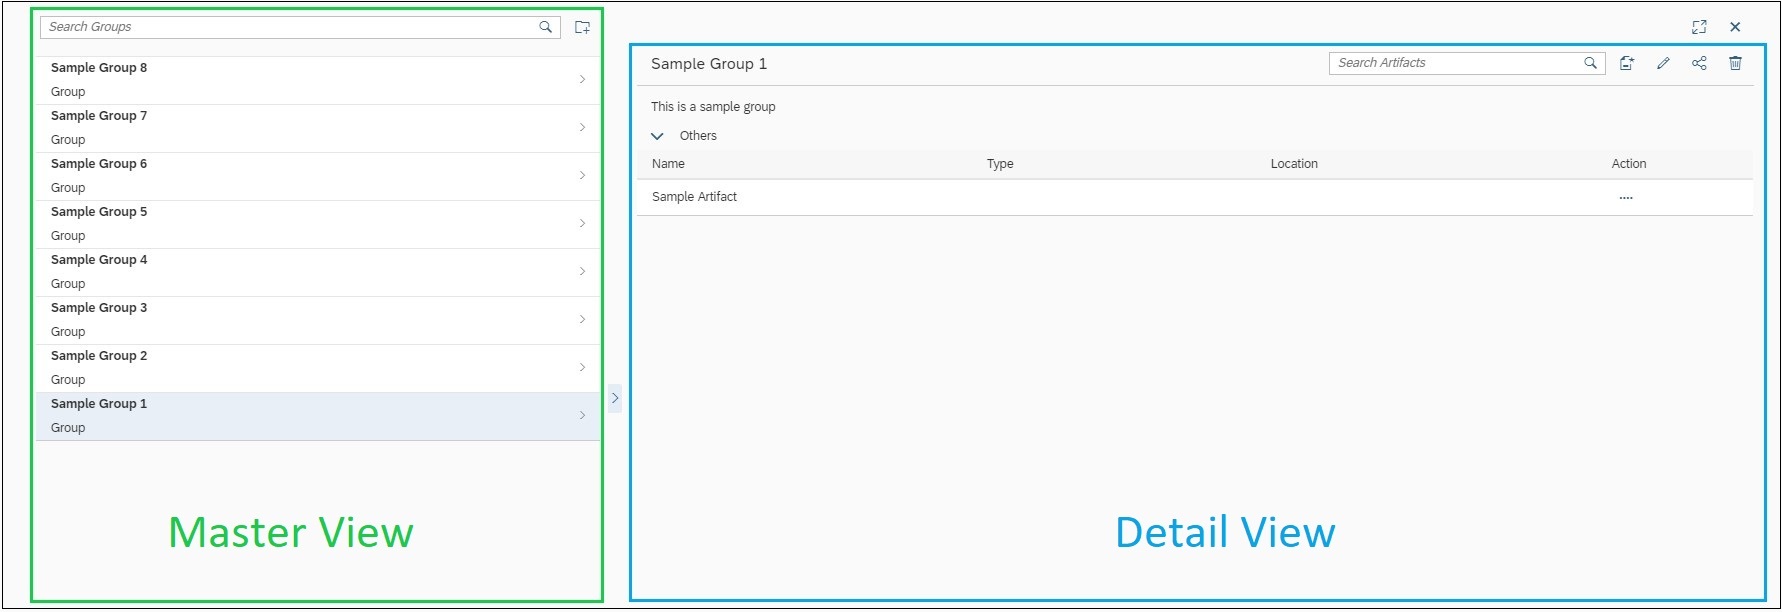 Search Groups
Sample Group 8
Group
Sample Group 7
Group
Sample Group 6
Group
Sample Group 5
Group
Sample Group 4
Group
Sample Group 3
Group
Sample Group 2
Group
Sample Group 1
Group
Master View
Sample Group 1
Search Artifacts
This is a sample group
Others
Name Type Location Action
Sample Artifact ....
Detail View